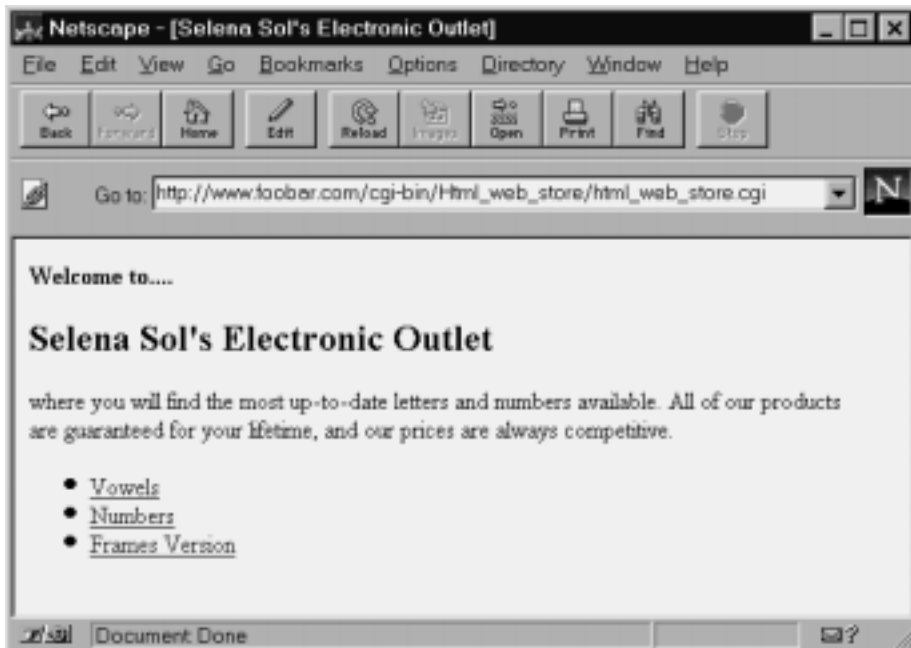 Netscape - [Selena Sol's Electronic Outlet]
File Edit View Go Bookmarks Options Directory Window Help
Back Forward Home Edit Reload Images Open Print Find Stop
Go to: http://www.foobar.com/cgi-bin/Html_web_store/html_web_store.cgi
N
Welcome to....
Selena Sol's Electronic Outlet
where you will find the most up-to-date letters and numbers available. All of our products
are guaranteed for your lifetime, and our prices are always competitive.
Vowels
Numbers
Frames Version
Document: Done
?